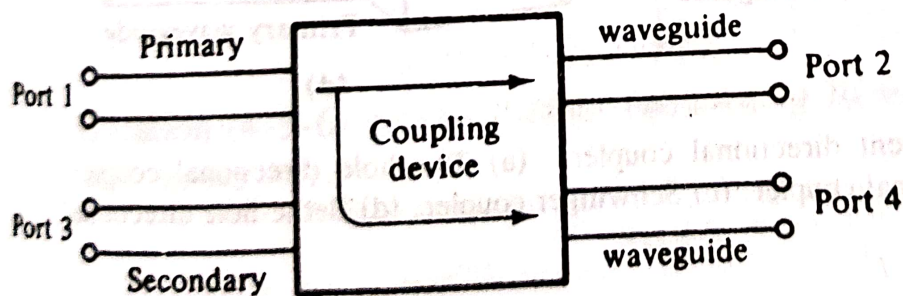 Primary
waveguide
Port 1
Port 2
Coupling
device
Port 3
Port 4
Secondary
waveguide